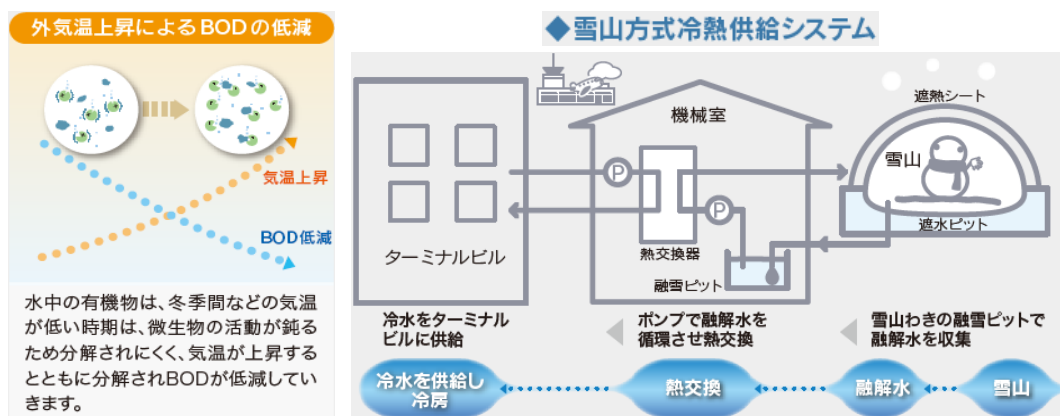 外気温上昇によるBODの低減
気温上昇
BOD低減
水中の有機物は、冬季間などの気温
が低い時期は、微生物の活動が鈍る
ため分解されにくく、気温が上昇する
とともに分解されBODが低減してい
きます。
◆雪山方式冷熱供給システム
ターミナルビル
機械室
P
P
熱交換器
融雪ピット
遮熱シート
雪山
遮水ピット
冷水をターミナル
ビルに供給
ポンプで融解水を
循環させ熱交換
雪山わきの融雪ピットで
融解水を収集
冷水を供給し
冷房
熱交換
融解水
雪山